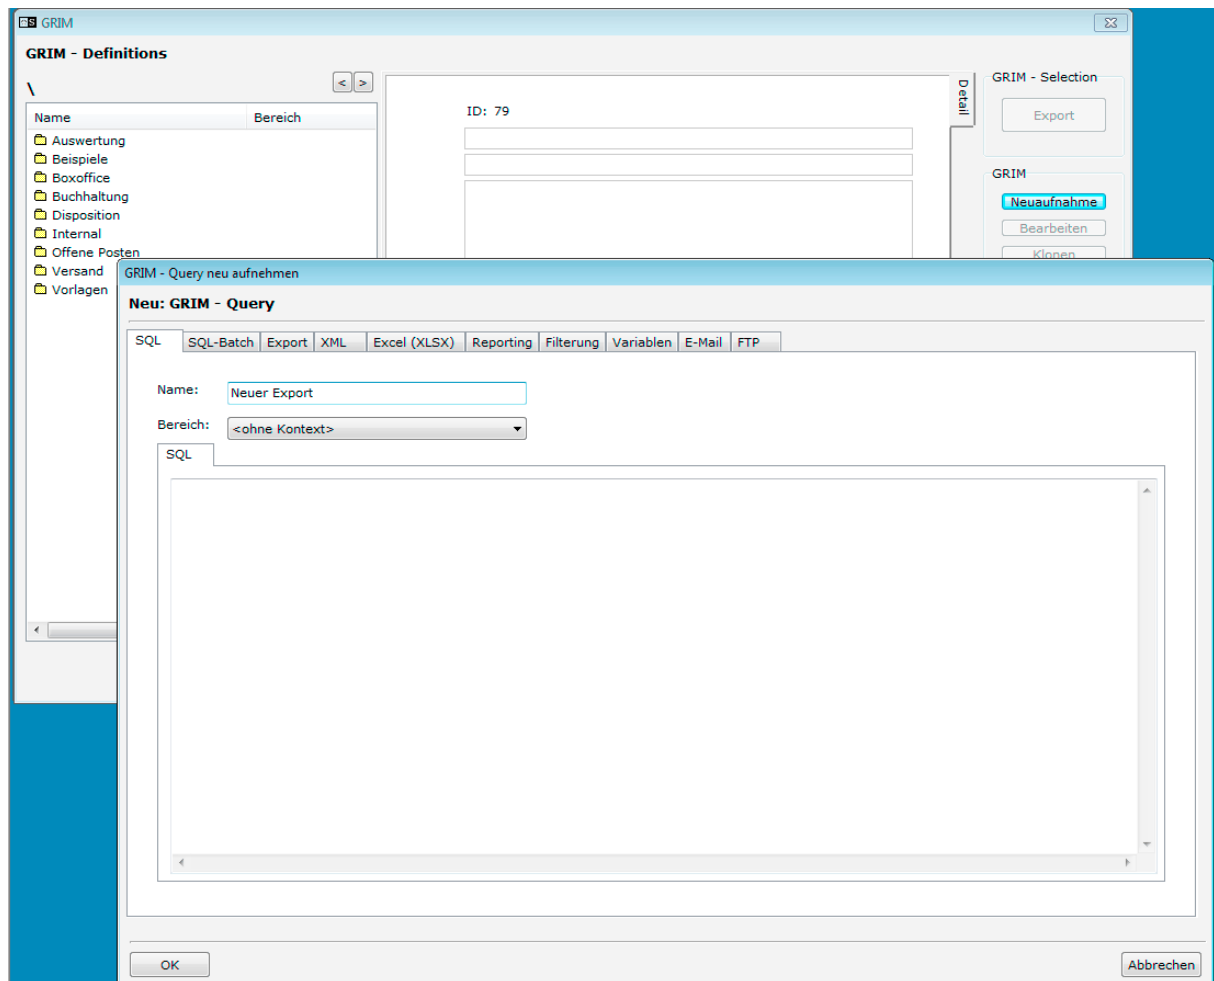 GRIM
GRIM - Definitions
\
< >
Name Bereich
Auswertung
Beispiele
Boxoffice
Buchhaltung
Disposition
Internal
Offene Posten
Versand
Vorlagen
ID: 79
Detail
GRIM - Selection
Export
GRIM
Neuaufnahme
Bearbeiten
Klonen
GRIM - Query neu aufnehmen
Neu: GRIM - Query
SQL SQL-Batch Export XML Excel (XLSX) Reporting Filterung Variablen E-Mail FTP
Name: Neuer Export
Bereich: <ohne Kontext>
SQL
OK Abbrechen